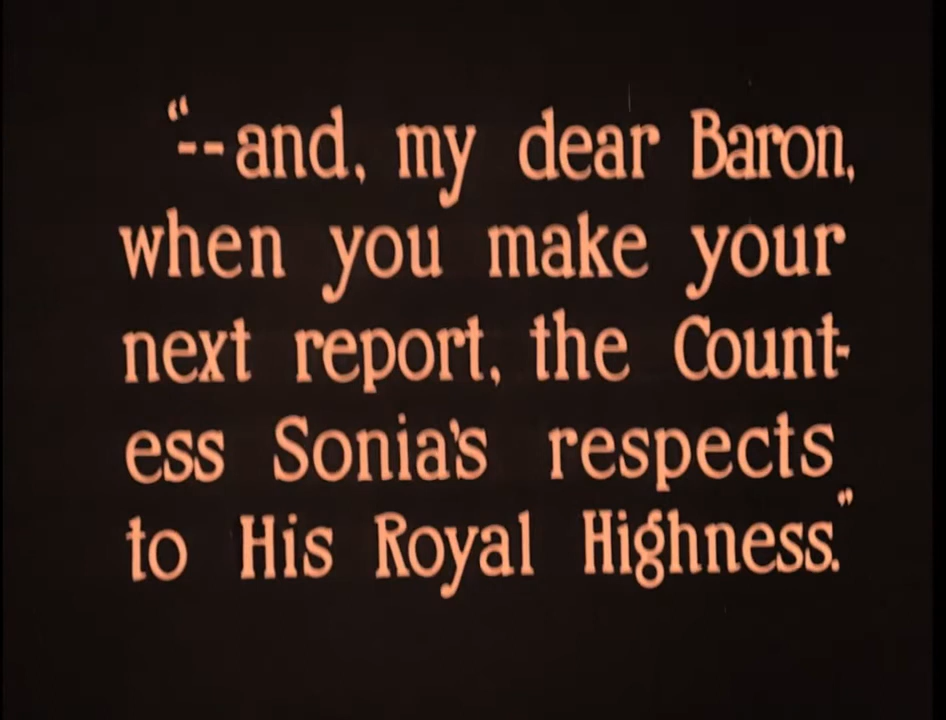 “--and, my dear Baron,
when you make your
next report, the Count-
ess Sonia's respects
to His Royal Highness.”